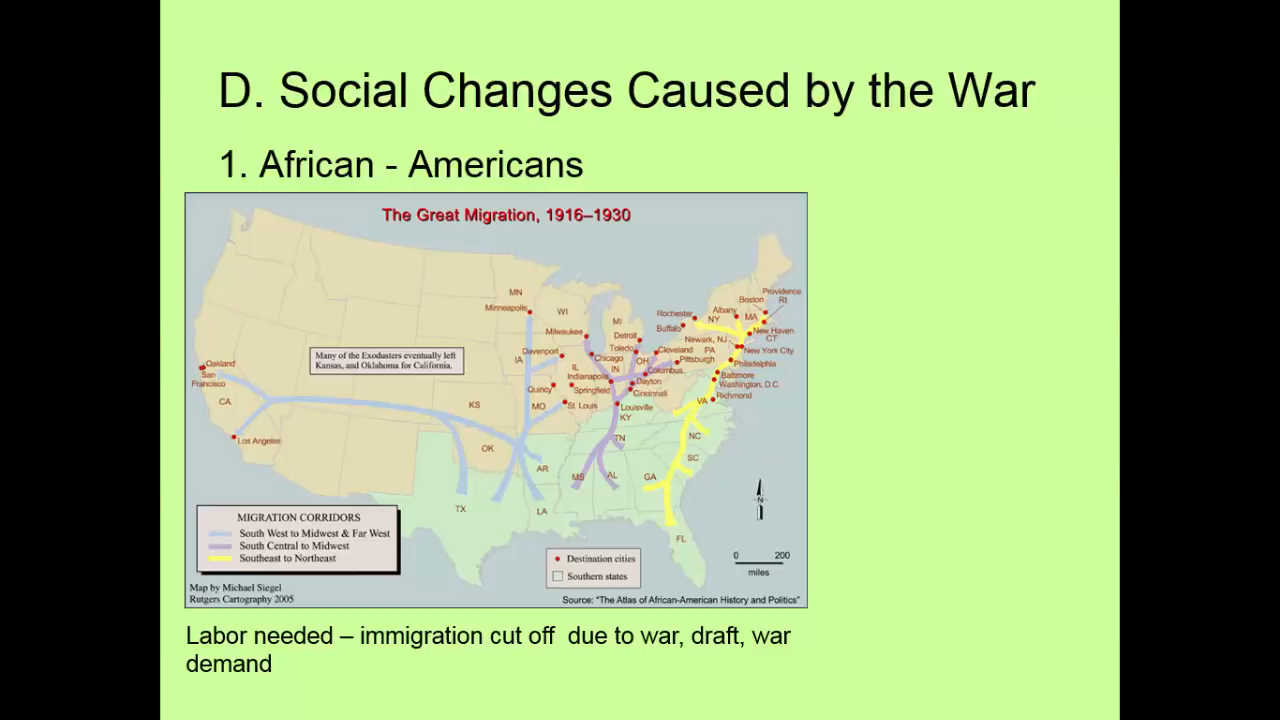 D. Social Changes Caused by the War
1. African - Americans
The Great Migration, 1916–1930
MN
Minneapolis
WI
MI
Milwaukee
Detroit
Toledo
Rochester
Buffalo
Albany
NY
Boston
MA
Providence
RI
New Haven
CT
Newark, NJ
New York City
PA
Cleveland
Pittsburgh
Philadelphia
Baltimore
Washington, D.C.
Richmond
VA
OH
Columbus
Dayton
Cincinnati
IN
Indianapolis
Chicago
IL
Springfield
Davenport
IA
Quincy
MO
St. Louis
Louisville
KY
Many of the Exodusters eventually left
Kansas, and Oklahoma for California.
Oakland
San
Francisco
CA
Los Angeles
KS
OK
TX
AR
LA
MS
AL
TN
GA
NC
SC
FL
N
MIGRATION CORRIDORS
South West to Midwest & Far West
South Central to Midwest
Southeast to Northeast
Destination cities
Southern states
0 200
miles
Map by Michael Siegel
Rutgers Cartography 2005
Source: "The Atlas of African-American History and Politics"
Labor needed – immigration cut off due to war, draft, war
demand